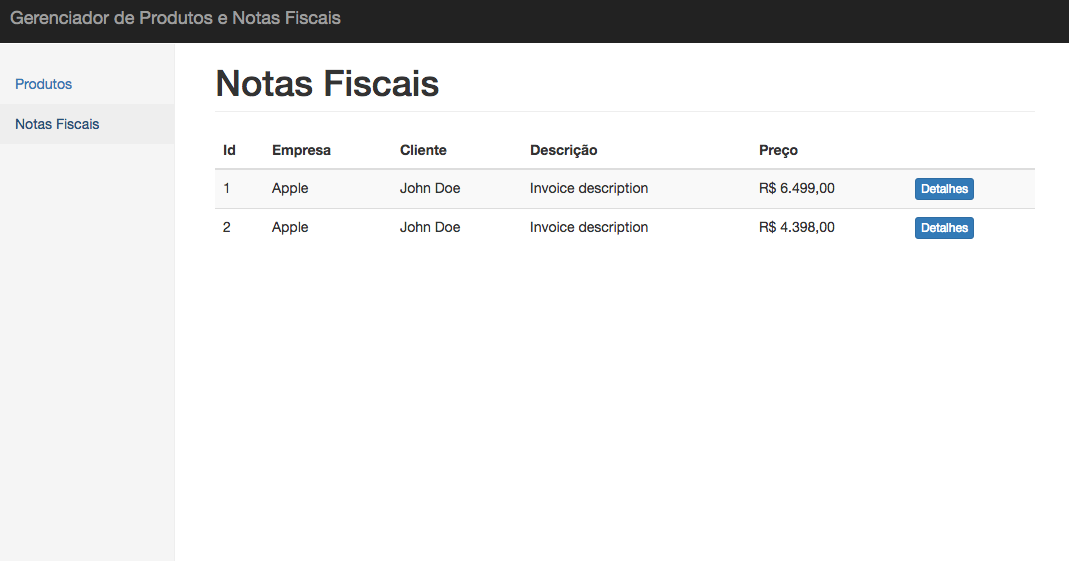 Gerenciador de Produtos e Notas Fiscais
Produtos
Notas Fiscais
Notas Fiscais
Id Empresa Cliente Descrição Preço
1 Apple John Doe Invoice description R$ 6.499,00 Detalhes
2 Apple John Doe Invoice description R$ 4.398,00 Detalhes